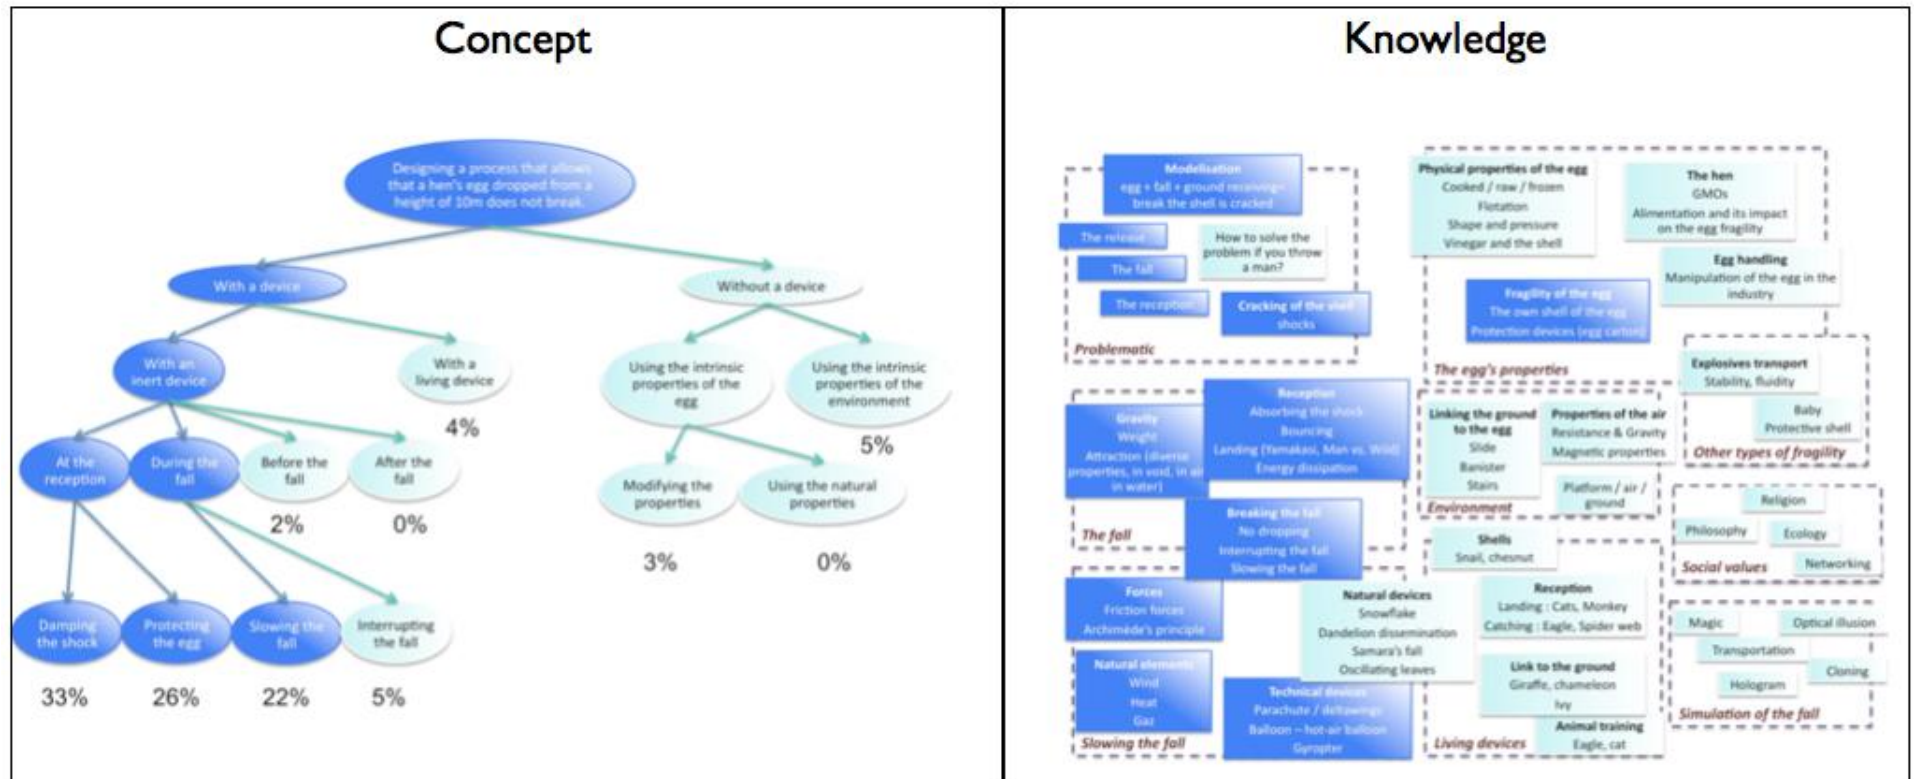 Concept
Designing a process that allows
that a hen's egg dropped from a
height of 10m does not break.
With a device
Without a device
With an
inert device
With a
living device
4%
Using the intrinsic
properties of the
egg
Using the intrinsic
properties of the
environment
5%
At the
reception
During the
fall
Before the
fall
2%
After the
fall
0%
Modifying the
properties
3%
Using the natural
properties
0%
Damping
the shock
33%
Protecting
the egg
26%
Slowing the
fall
22%
Interrupting
the fall
5%
Knowledge
Modelisation
egg + fall + ground receiving=
break the shell is cracked
The release
The fall
The reception
How to solve the
problem if you throw
a man?
Cracking of the shell
shocks
Problematic
Physical properties of the egg
Cooked / raw / frozen
Flotation
Shape and pressure
Vinegar and the shell
The hen
GMOs
Alimentation and its impact
on the egg fragility
Egg handling
Manipulation of the egg in the
industry
Fragility of the egg
The own shell of the egg
Protection devices (egg carton)
The egg's properties
Explosives transport
Stability, fluidity
Baby
Protective shell
Other types of fragility
Gravity
Weight
Attraction (diverse
properties, in void, in air
in water)
Reception
Absorbing the shock
Bouncing
Landing (Yamakasi, Man vs. Wild)
Energy dissipation
Breaking the fall
No dropping
Interrupting the fall
Slowing the fall
The fall
Linking the ground
to the egg
Slide
Banister
Stairs
Properties of the air
Resistance & Gravity
Magnetic properties
Platform / air /
ground
Environment
Religion
Philosophy
Ecology
Networking
Social values
Forces
Friction forces
Archimède's principle
Natural elements
Wind
Heat
Gaz
Technical devices
Parachute / deltawings
Balloon – hot-air balloon
Gyropter
Natural devices
Snowflake
Dandelion dissemination
Samara's fall
Oscillating leaves
Slowing the fall
Shells
Snail, chesnut
Reception
Landing : Cats, Monkey
Catching : Eagle, Spider web
Link to the ground
Giraffe, chameleon
Ivy
Animal training
Eagle, cat
Living devices
Magic
Optical illusion
Transportation
Cloning
Hologram
Simulation of the fall